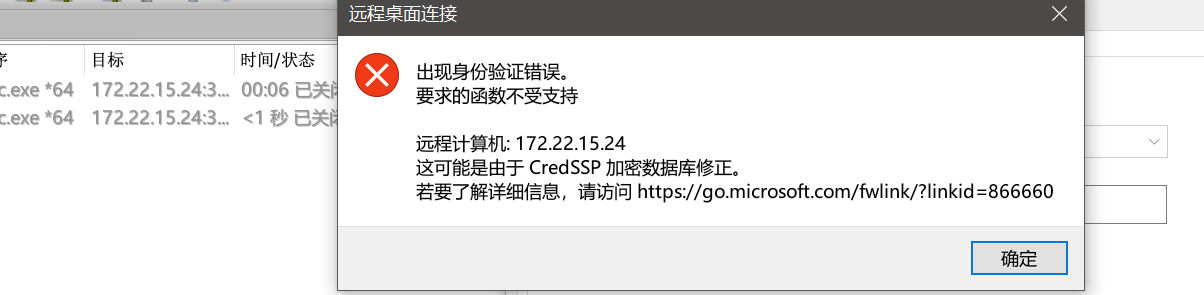 远程桌面连接
序 目标 时间/状态
c.exe *64 172.22.15.24:3... 00:06 已关闭
c.exe *64 172.22.15.24:3... <1 秒 已关闭
出现身份验证错误。
要求的函数不受支持
远程计算机: 172.22.15.24
这可能是由于 CredSSP 加密数据库修正。
若要了解详细信息，请访问 https://go.microsoft.com/fwlink/?linkid=866660
确定